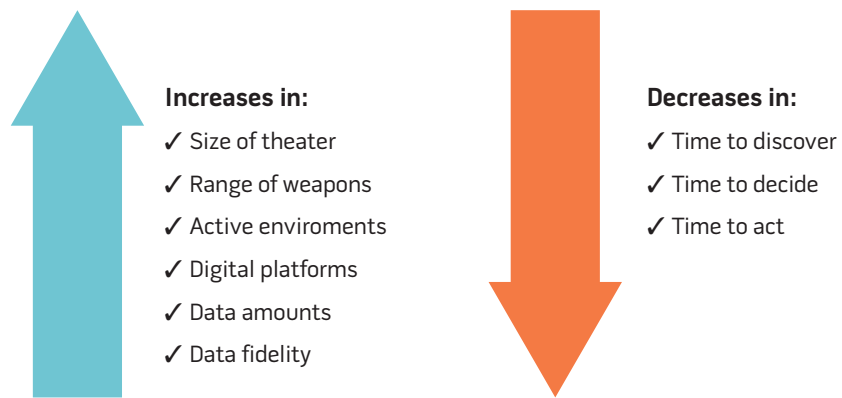 Increases in:
✓ Size of theater
✓ Range of weapons
✓ Active enviroments
✓ Digital platforms
✓ Data amounts
✓ Data fidelity
Decreases in:
✓ Time to discover
✓ Time to decide
✓ Time to act